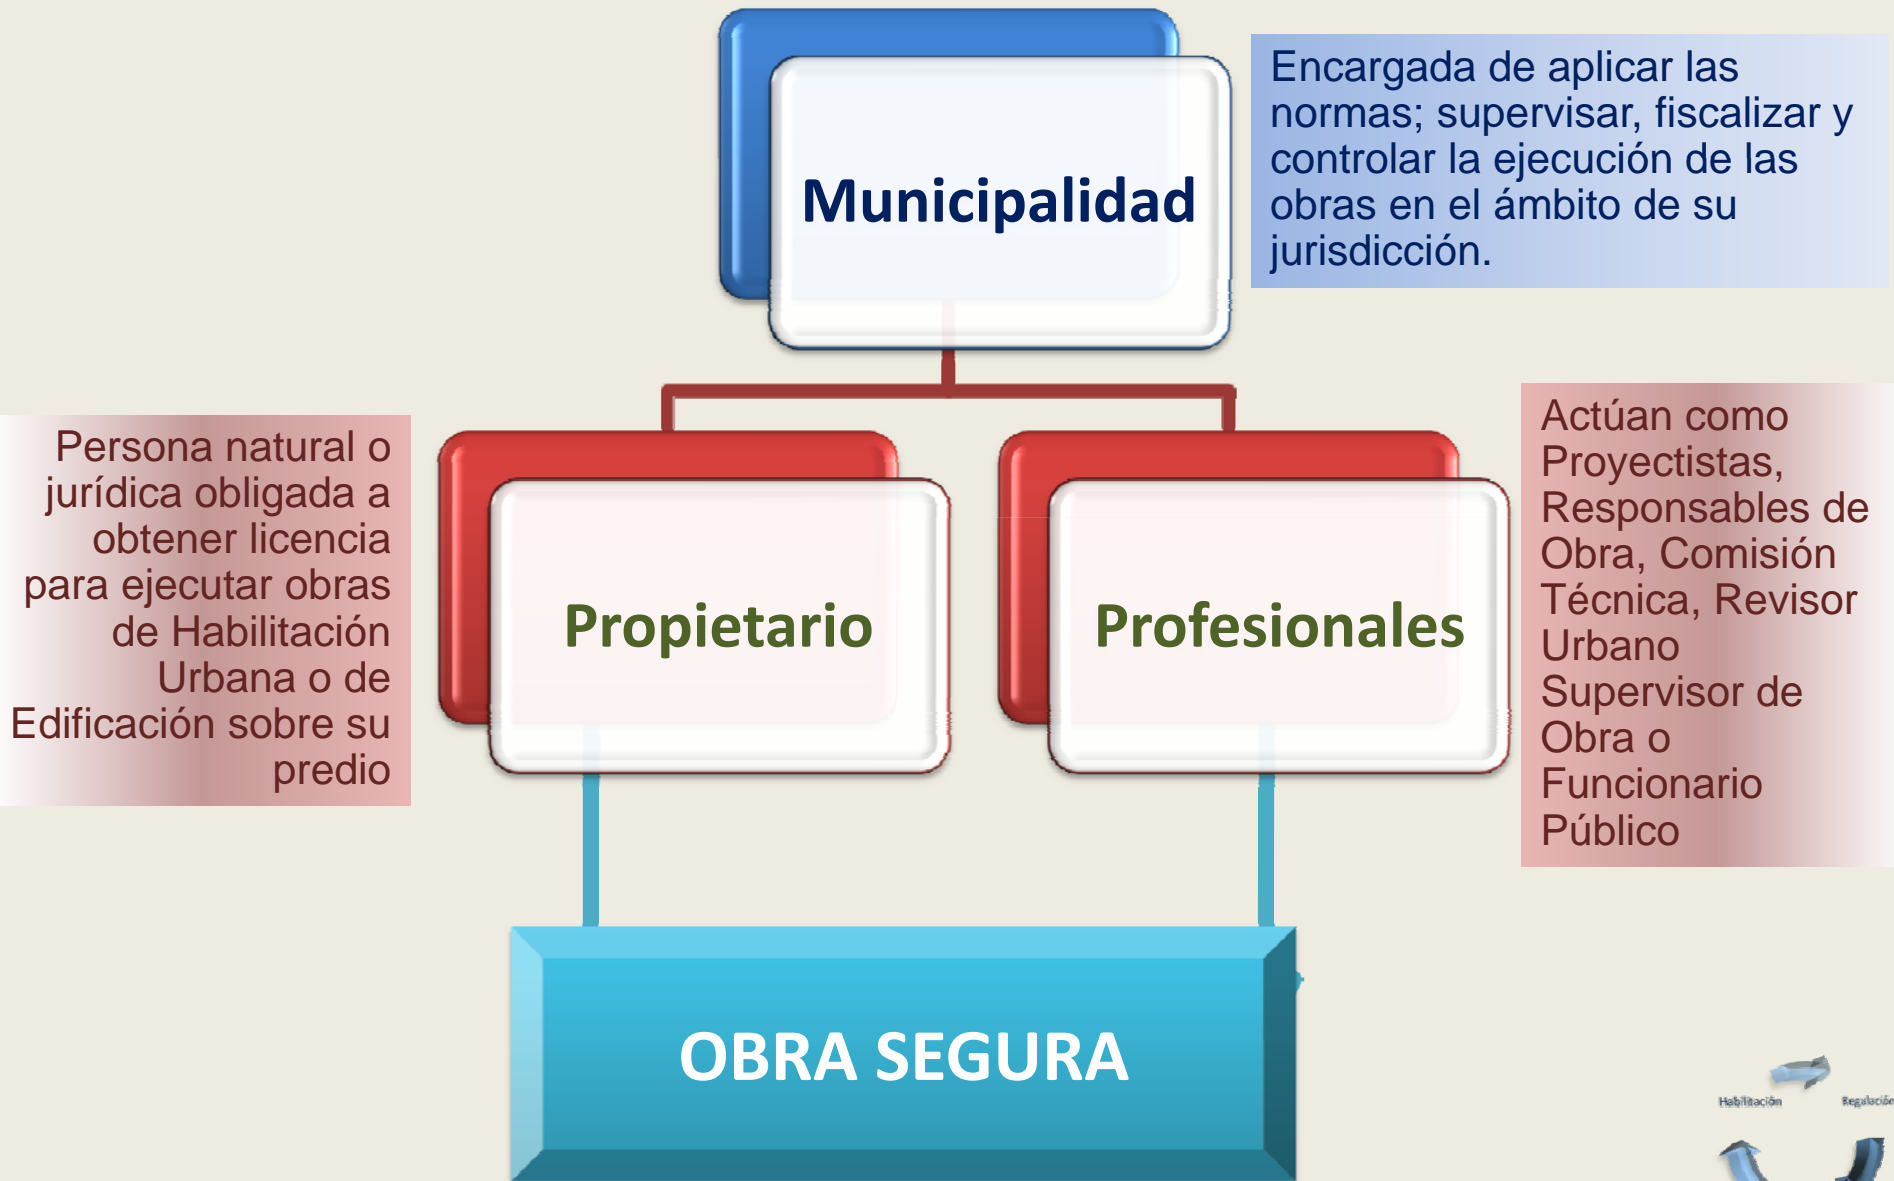 Municipalidad
Encargada de aplicar las
normas; supervisar, fiscalizar y
controlar la ejecución de las
obras en el ámbito de su
jurisdicción.
Persona natural o
jurídica obligada a
obtener licencia
para ejecutar obras
de Habilitación
Urbana o de
Edificación sobre su
predio
Propietario
Profesionales
Actúan como
Proyectistas,
Responsables de
Obra, Comisión
Técnica, Revisor
Urbano
Supervisor de
Obra o
Funcionario
Público
OBRA SEGURA
Habilitación
Regulación